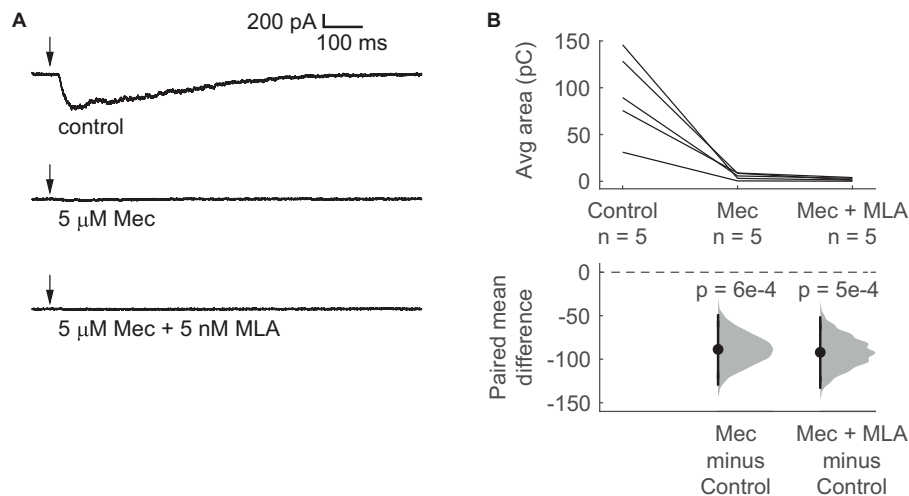 A
200 pA
100 ms
control
5 μM Mec
5 μM Mec + 5 nM MLA
B
Avg area (pC)
150
100
50
0
Control Mec Mec + MLA
n = 5 n = 5 n = 5
Paired mean
difference
0
-50
-100
-150
p = 6e-4 p = 5e-4
Mec Mec + MLA
minus minus
Control Control